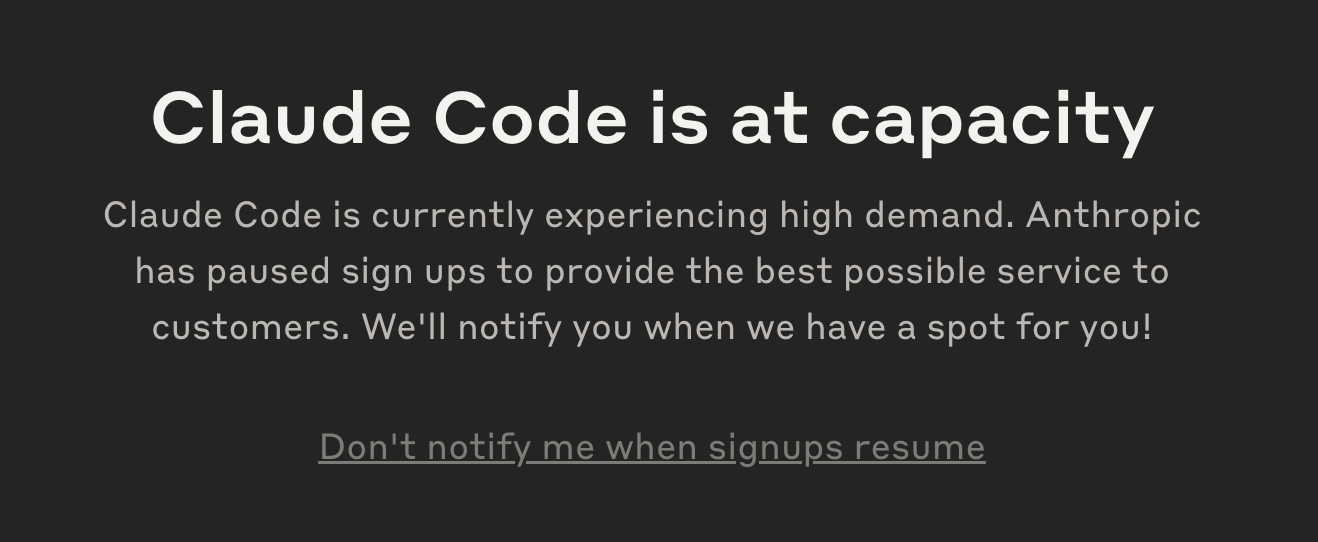 Claude Code is at capacity
Claude Code is currently experiencing high demand. Anthropic
has paused sign ups to provide the best possible service to
customers. We'll notify you when we have a spot for you!
Don't notify me when signups resume